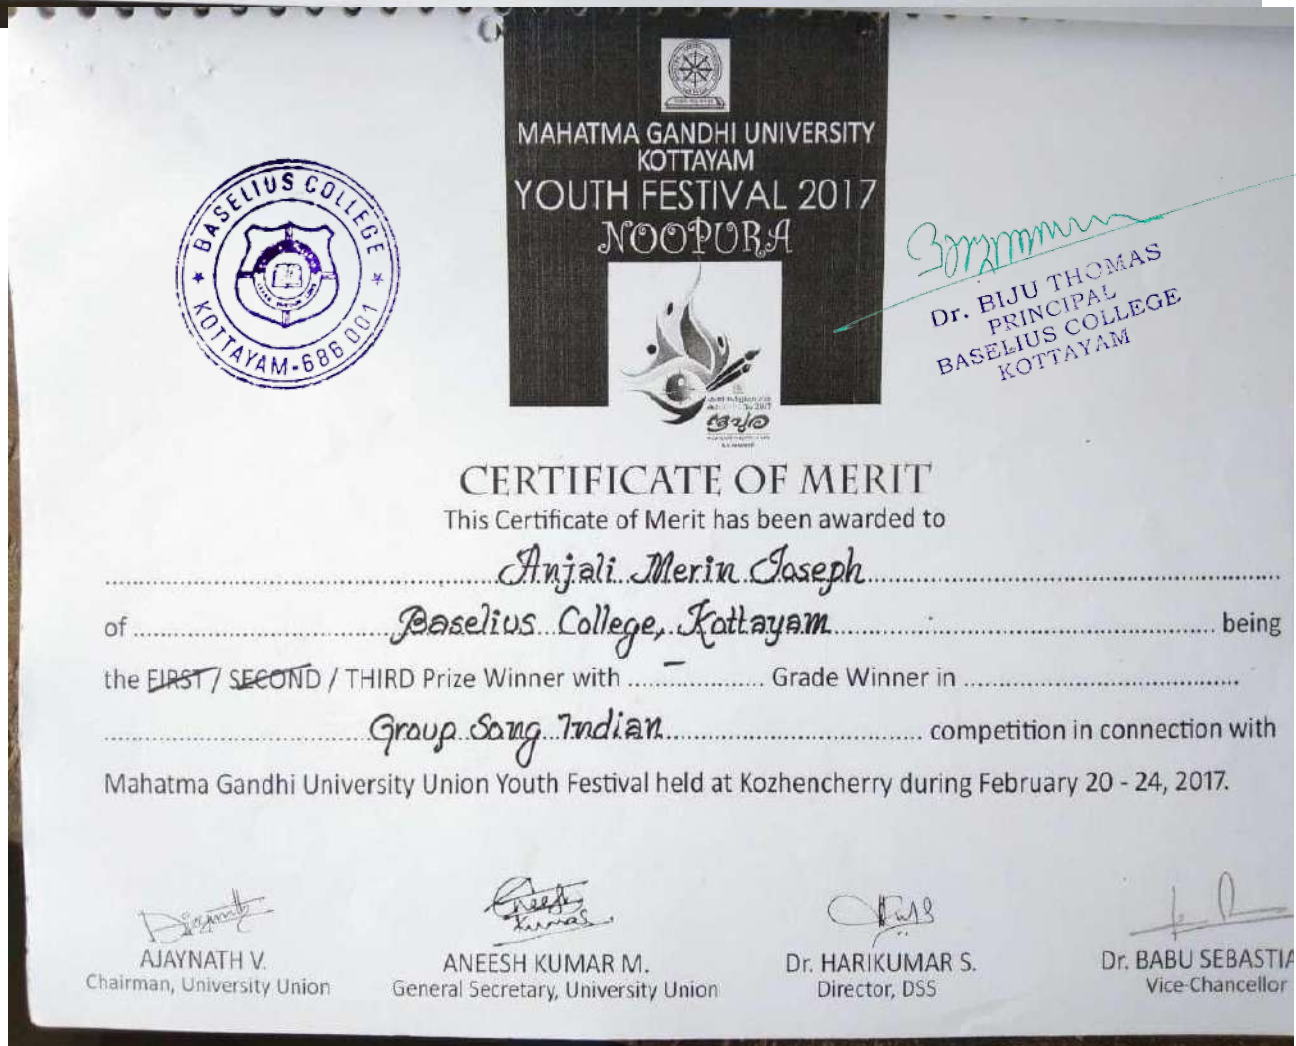 MAHATMA GANDHI UNIVERSITY
KOTTAYAM
YOUTH FESTIVAL 2017
NOOPURA
BASELIUS COLLEGE
KOTTAYAM-686 001
Dr. BIJU THOMAS
PRINCIPAL
BASELIUS COLLEGE
KOTTAYAM
CERTIFICATE OF MERIT
This Certificate of Merit has been awarded to
Anjali Merin Joseph
of Baselius College, Kottayam being
the FIRST / SECOND / THIRD Prize Winner with – Grade Winner in
Group Song Indian competition in connection with
Mahatma Gandhi University Union Youth Festival held at Kozhencherry during February 20 - 24, 2017.
Aneesh
Kumar
AJAYNATH V. ANEESH KUMAR M. Dr. HARIKUMAR S. Dr. BABU SEBASTIA
Chairman, University Union General Secretary, University Union Director, DSS Vice-Chancellor